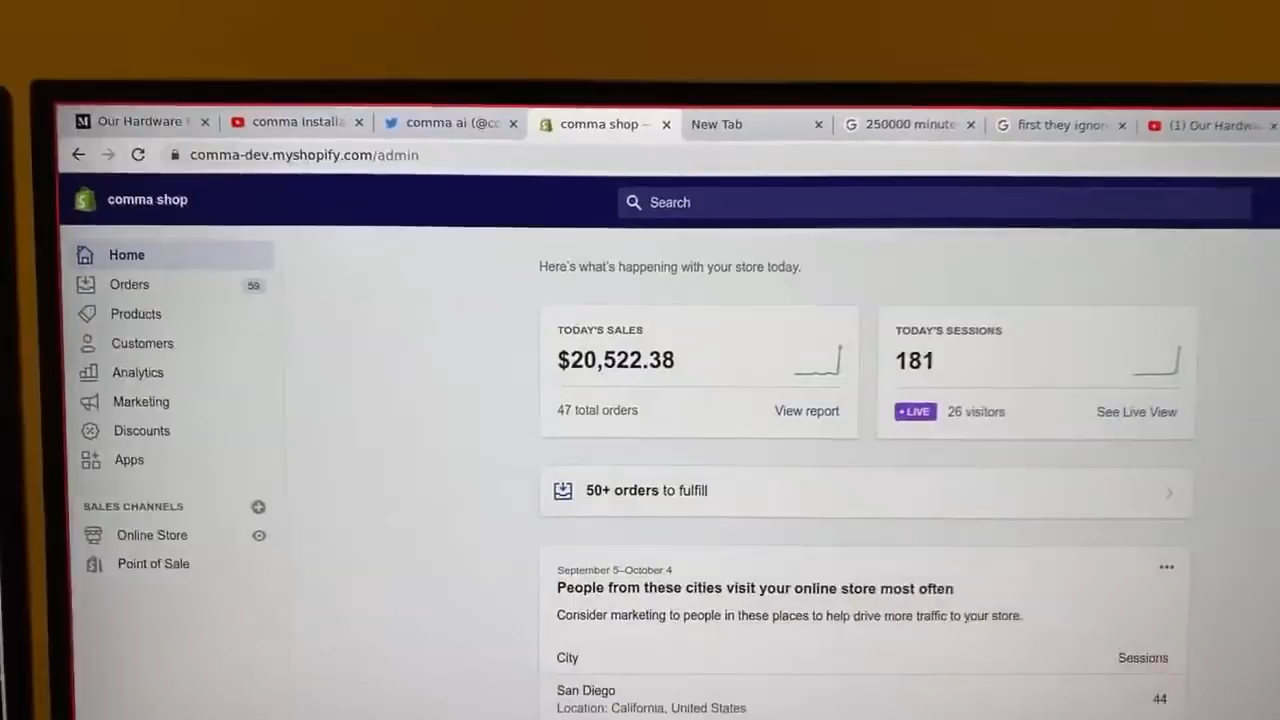 Our Hardware
comma Installa
comma ai (@cc
comma shop –
New Tab
250000 minute
first they ignor
(1) Our Hardwa
comma-dev.myshopify.com/admin
comma shop
Search
Home
Orders
59
Products
Customers
Analytics
Marketing
Discounts
Apps
SALES CHANNELS
Online Store
Point of Sale
Here's what's happening with your store today.
TODAY'S SALES
$20,522.38
47 total orders
View report
TODAY'S SESSIONS
181
• LIVE
26 visitors
See Live View
50+ orders to fulfill
September 5–October 4
People from these cities visit your online store most often
Consider marketing to people in these places to help drive more traffic to your store.
City
Sessions
San Diego
44
Location: California, United States